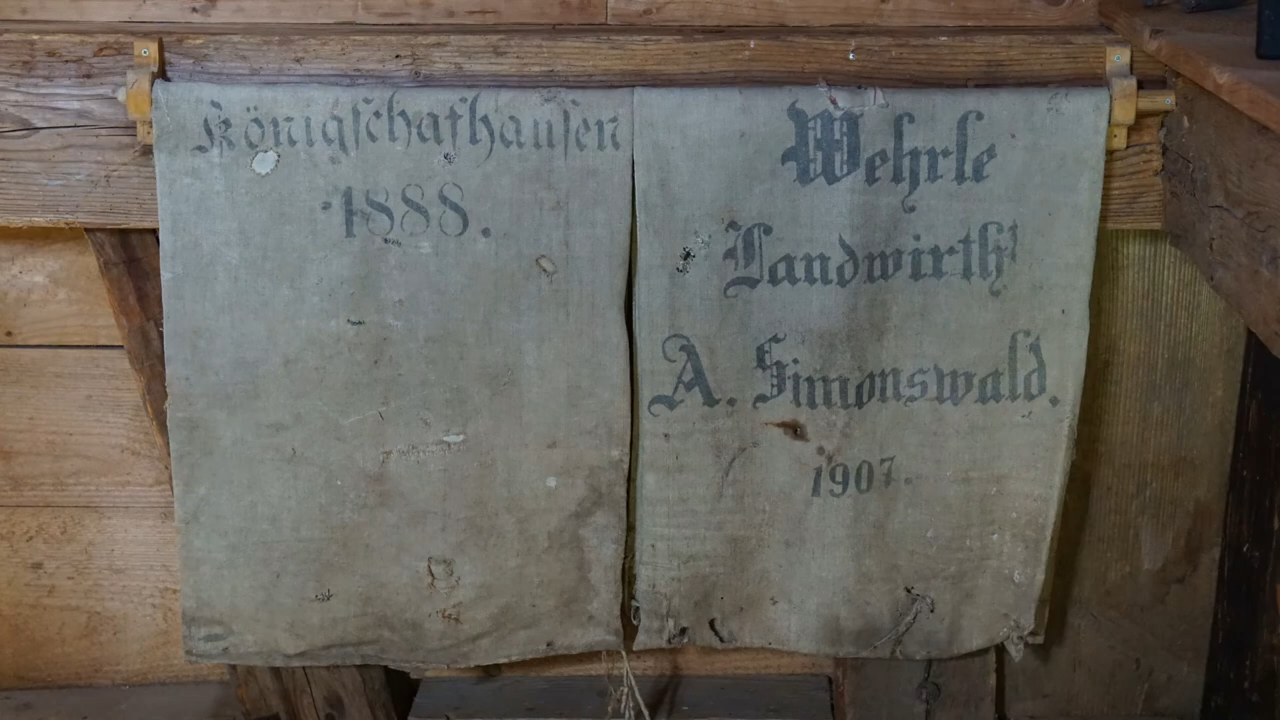 Königschafhausen
1888.
Wehrle
Landwirth
A. Simonswald.
1907.